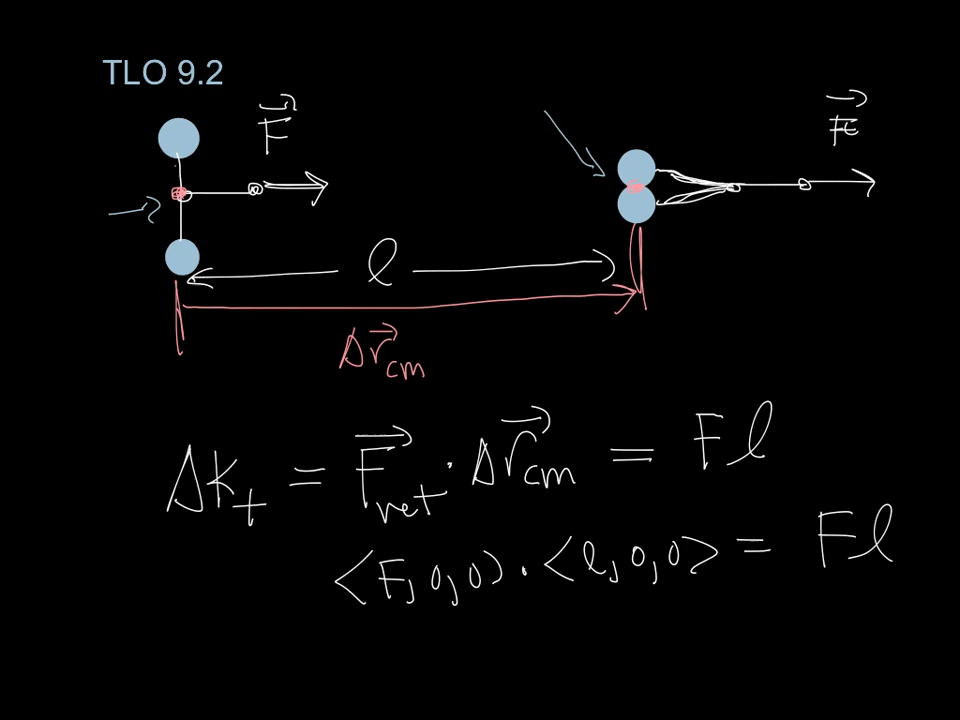 TLO 9.2
F⃗
F⃗
l
Δr⃗cm
ΔKt = F⃗net · Δr⃗cm = Fl
<F, 0, 0> · <l, 0, 0> = Fl